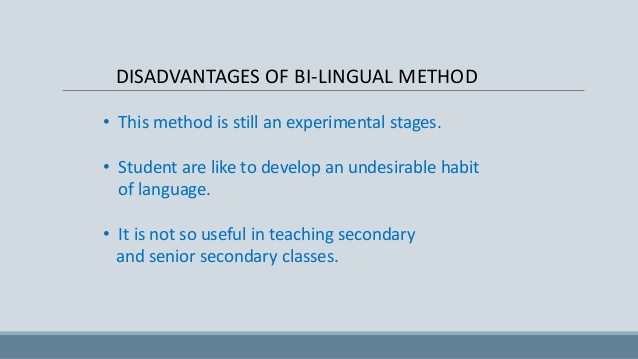 DISADVANTAGES OF BI-LINGUAL METHOD
• This method is still an experimental stages.
• Student are like to develop an undesirable habit
of language.
• It is not so useful in teaching secondary
and senior secondary classes.